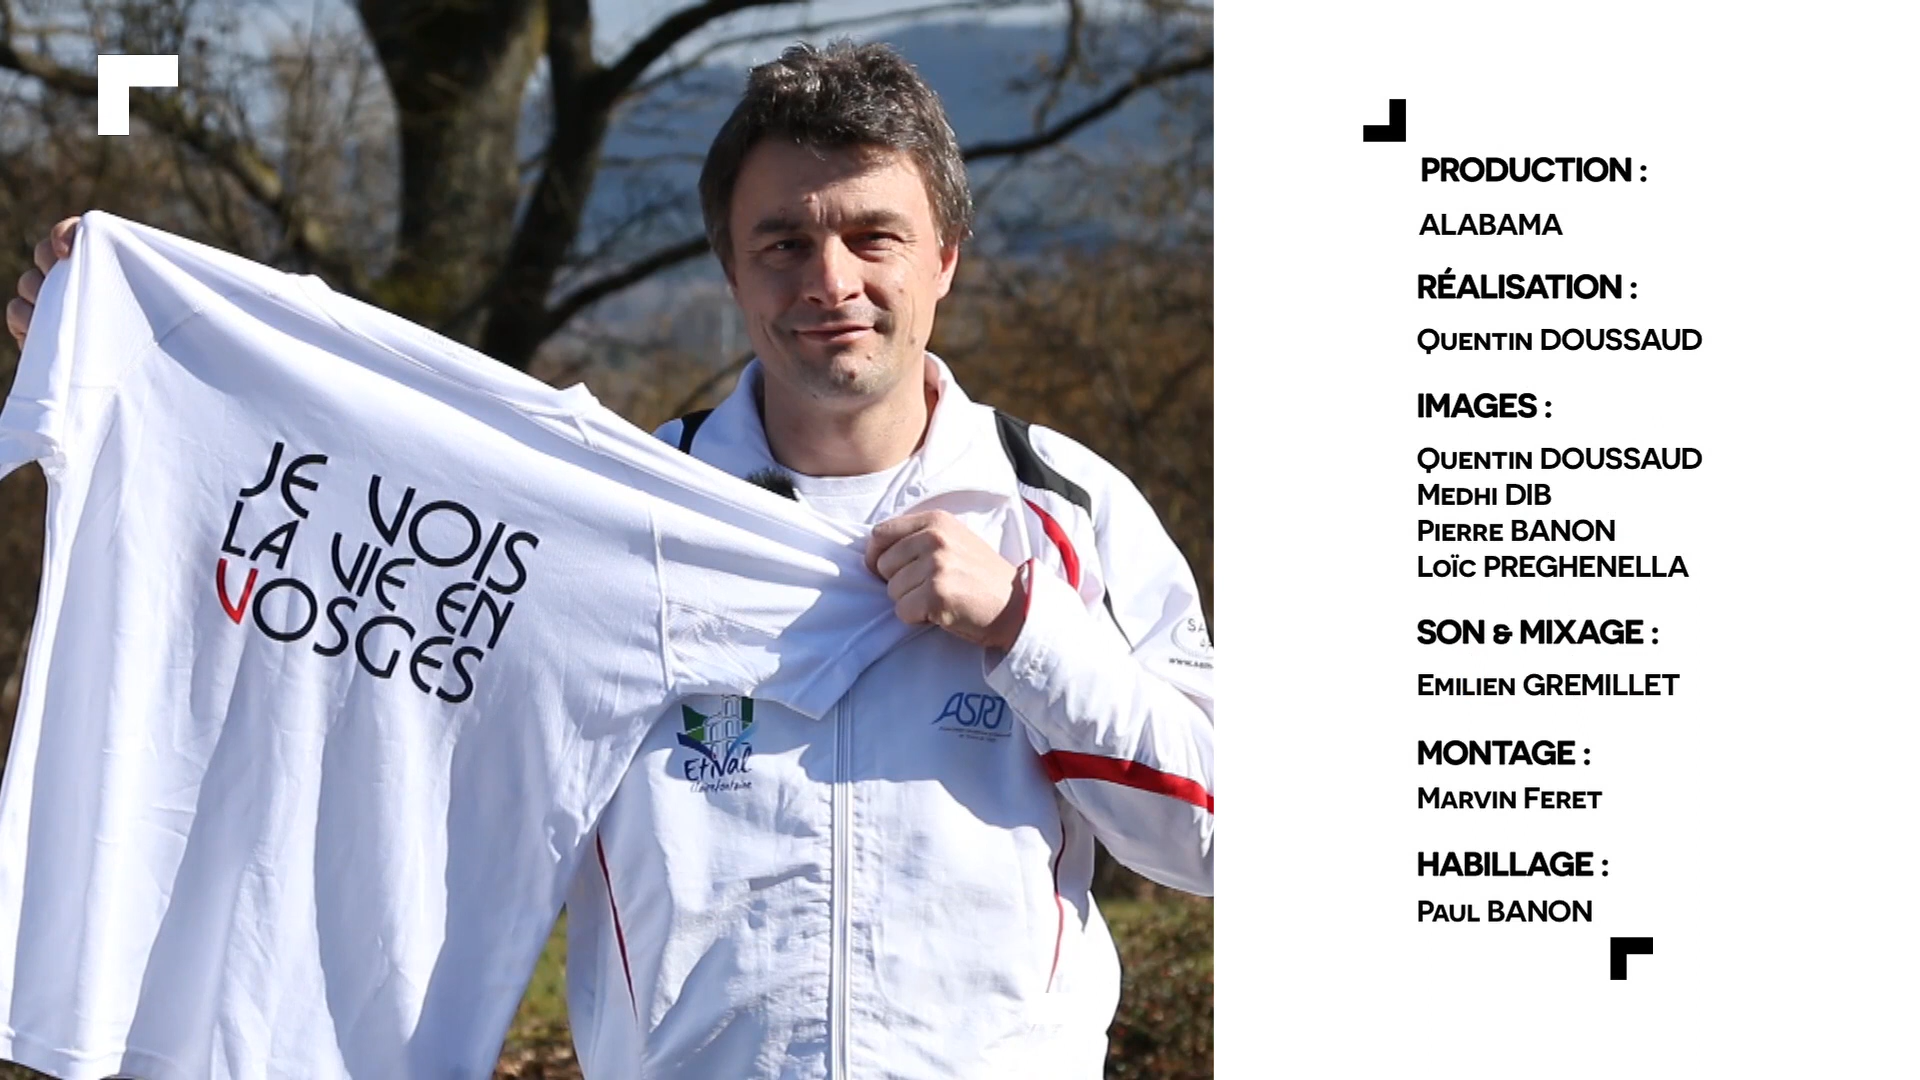 JE VOIS
LA VIE EN
VOSGES
Etival
Clairefontaine
PRODUCTION :
ALABAMA
RÉALISATION :
Quentin DOUSSAUD
IMAGES :
Quentin DOUSSAUD
Medhi DIB
Pierre BANON
Loïc PREGHENELLA
SON & MIXAGE :
Emilien GREMILLET
MONTAGE :
Marvin Feret
HABILLAGE :
Paul BANON